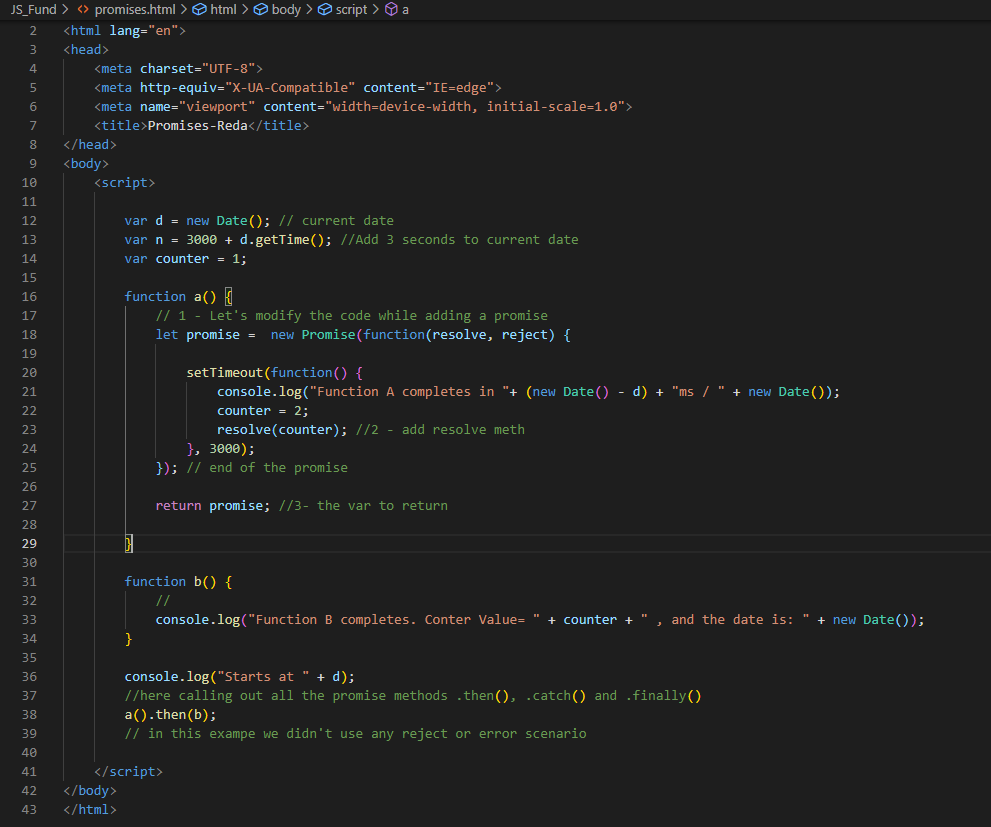 JS_Fund > <> promises.html > html > body > script > a
2 <html lang="en">
3 <head>
4     <meta charset="UTF-8">
5     <meta http-equiv="X-UA-Compatible" content="IE=edge">
6     <meta name="viewport" content="width=device-width, initial-scale=1.0">
7     <title>Promises-Reda</title>
8 </head>
9 <body>
10     <script>
11
12         var d = new Date(); // current date
13         var n = 3000 + d.getTime(); //Add 3 seconds to current date
14         var counter = 1;
15
16         function a() {
17             // 1 - Let's modify the code while adding a promise
18             let promise =  new Promise(function(resolve, reject) {
19
20                 setTimeout(function() {
21                     console.log("Function A completes in "+ (new Date() - d) + "ms / " + new Date());
22                     counter = 2;
23                     resolve(counter); //2 - add resolve meth
24                 }, 3000);
25             }); // end of the promise
26
27             return promise; //3- the var to return
28
29         }
30
31         function b() {
32             //
33             console.log("Function B completes. Conter Value= " + counter + " , and the date is: " + new Date());
34         }
35
36         console.log("Starts at " + d);
37         //here calling out all the promise methods .then(), .catch() and .finally()
38         a().then(b);
39         // in this exampe we didn't use any reject or error scenario
40
41     </script>
42 </body>
43 </html>